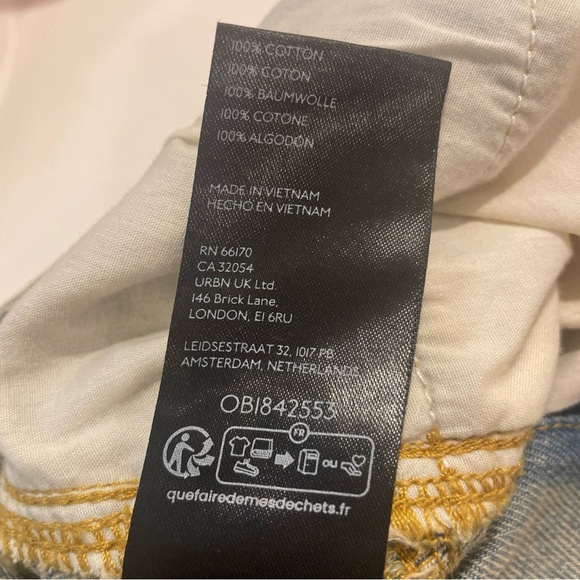 100% COTTON
100% COTON
100% BAUMWOLLE
100% COTONE
100% ALGODÓN
MADE IN VIETNAM
HECHO EN VIETNAM
RN 66170
CA 32054
URBN UK Ltd.
146 Brick Lane,
LONDON, E1 6RU
LEIDSESTRAAT 32, 1017 PB
AMSTERDAM, NETHERLANDS
OB1842553
FR
OU
quefairedemesdechets.fr